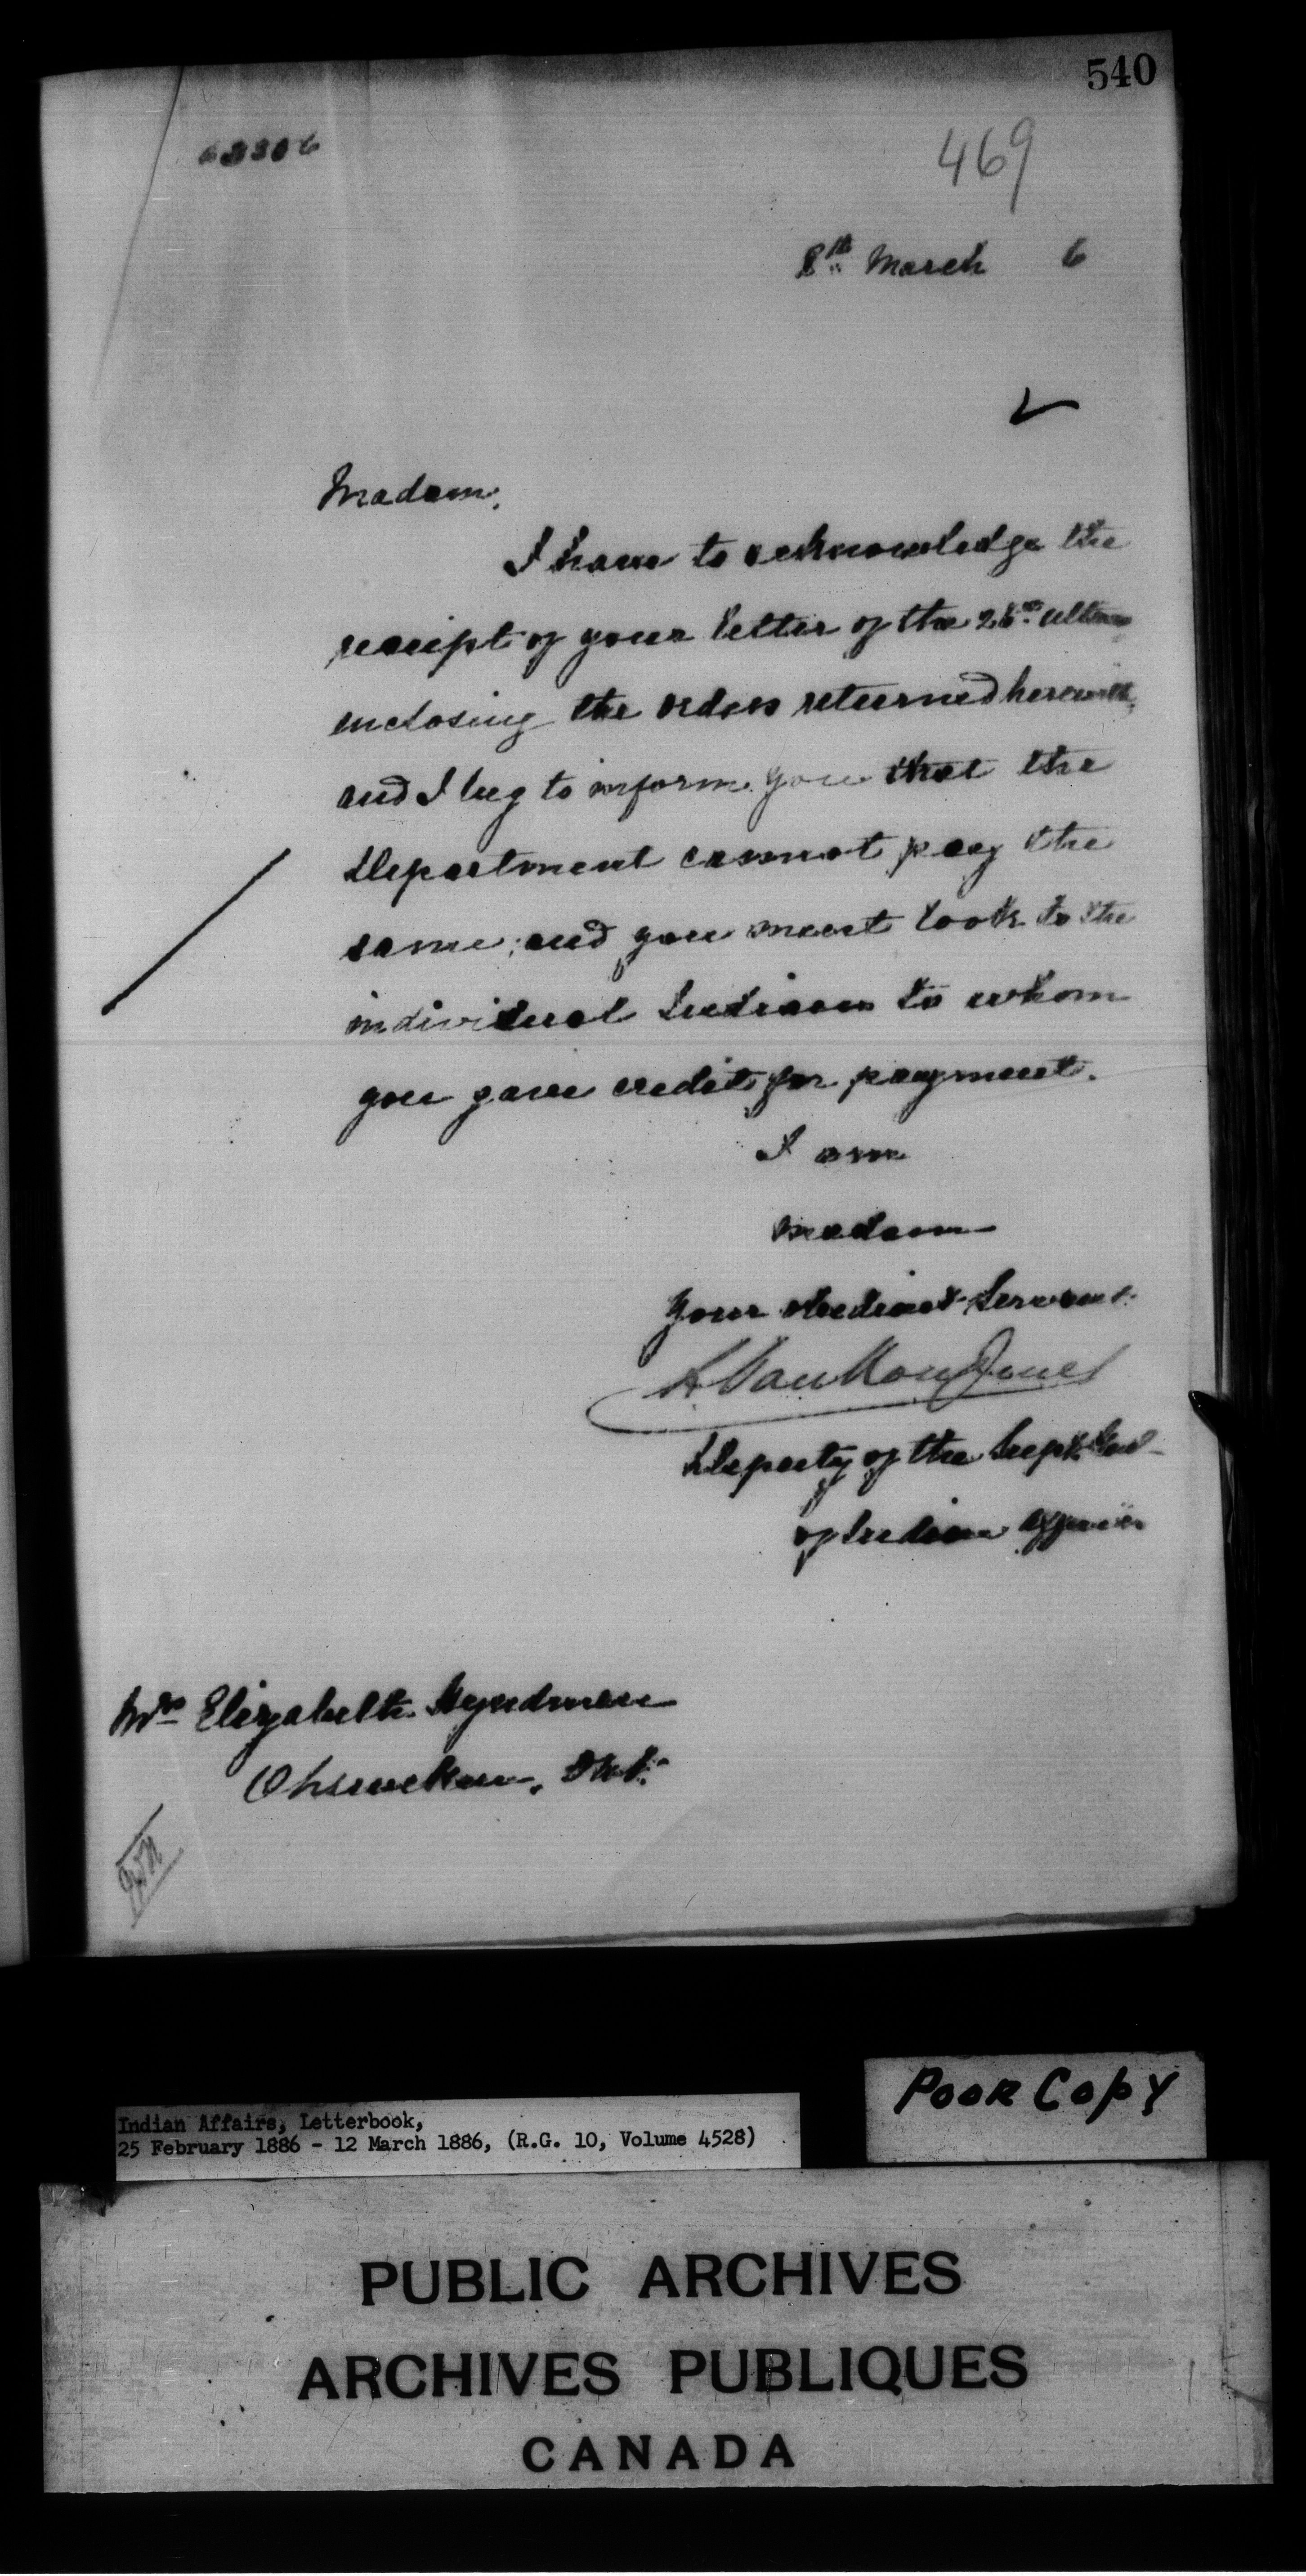 540
469
8th March 6
Madam,
I have to acknowledge the
receipt of your letter of the ultimo
enclosing the orders returned herewith,
and I beg to inform you that the
Department cannot pay the
same, and you must look to the
individual Indians to whom
you gave credit for payment.
I am
Madam
Your obedient Servant
L. VanKoughnet
Deputy of the Supt. Genl
of Indian Affairs
Mrs Elizabeth Hyndman
Ohsweken, Ont.
POOR COPY
Indian Affairs, Letterbook,
25 February 1886 - 12 March 1886, (R.G. 10, Volume 4528)
PUBLIC ARCHIVES
ARCHIVES PUBLIQUES
CANADA